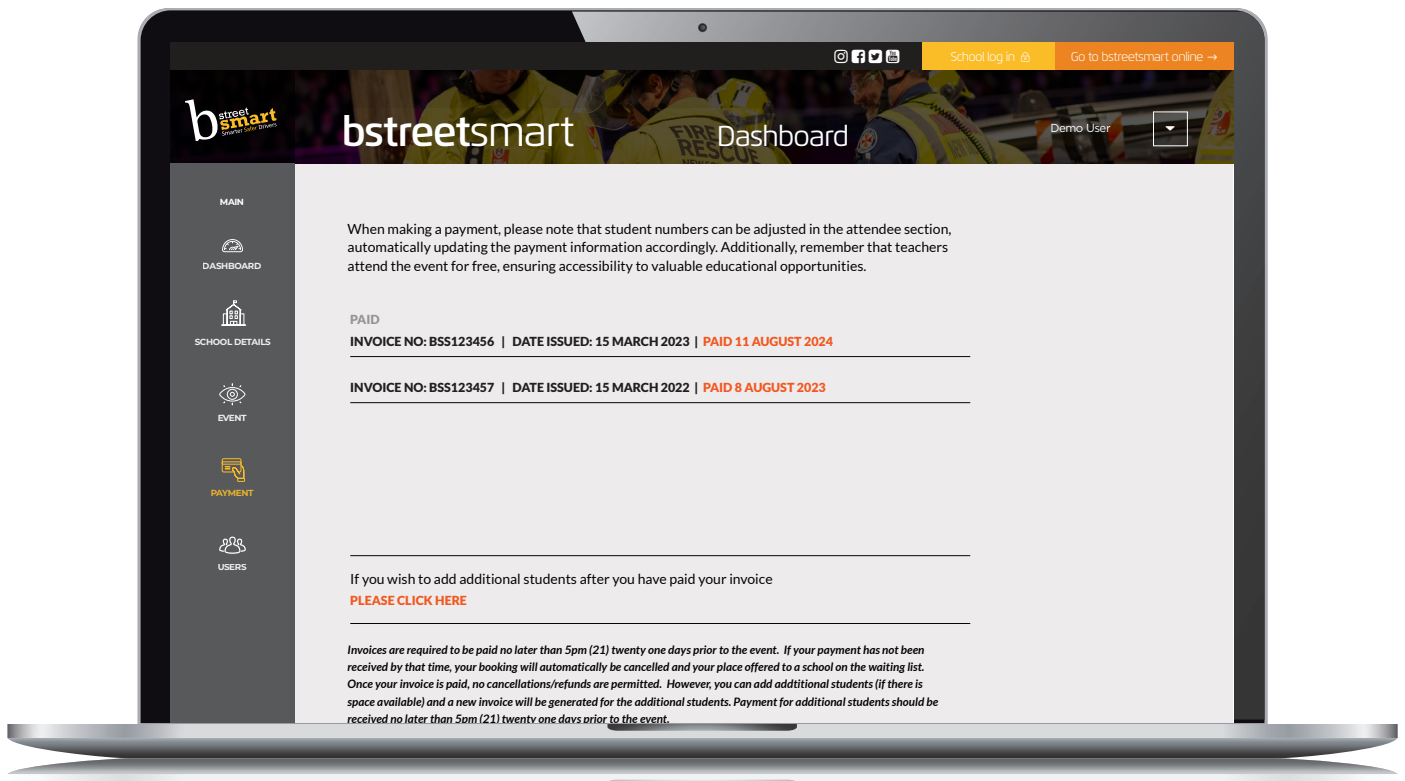 School log in
Go to bstreetsmart online →
b street smart
Smarter Safer Drivers
bstreetsmart
Dashboard
Demo User
FIRE
RESCUE
MAIN
DASHBOARD
SCHOOL DETAILS
EVENT
PAYMENT
USERS
When making a payment, please note that student numbers can be adjusted in the attendee section,
automatically updating the payment information accordingly. Additionally, remember that teachers
attend the event for free, ensuring accessibility to valuable educational opportunities.
PAID
INVOICE NO: BSS123456 | DATE ISSUED: 15 MARCH 2023 | PAID 11 AUGUST 2024
INVOICE NO: BSS123457 | DATE ISSUED: 15 MARCH 2022 | PAID 8 AUGUST 2023
If you wish to add additional students after you have paid your invoice
PLEASE CLICK HERE
Invoices are required to be paid no later than 5pm (21) twenty one days prior to the event. If your payment has not been
received by that time, your booking will automatically be cancelled and your place offered to a school on the waiting list.
Once your invoice is paid, no cancellations/refunds are permitted. However, you can add addtitional students (if there is
space available) and a new invoice will be generated for the additional students. Payment for additional students should be
received no later than 5pm (21) twenty one days prior to the event.